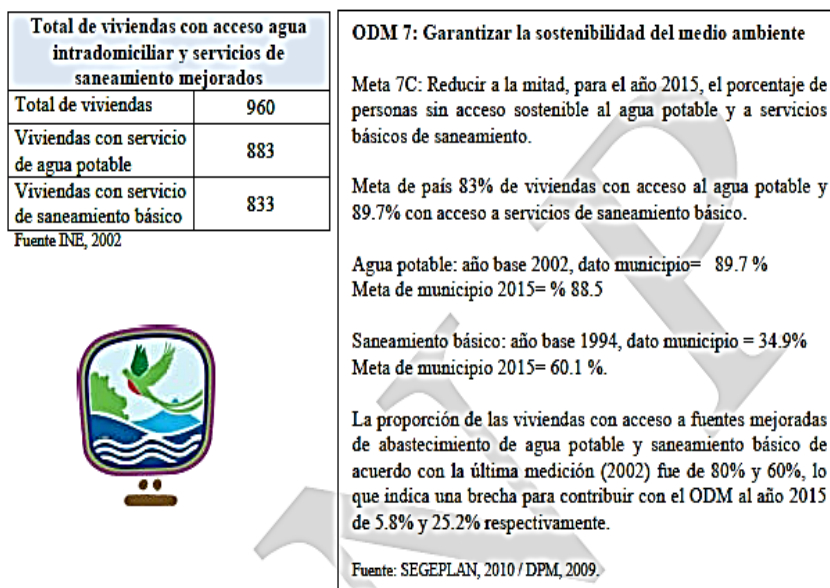 Total de viviendas con acceso agua
intradomiciliar y servicios de
saneamiento mejorados
Total de viviendas 960
Viviendas con servicio
de agua potable 883
Viviendas con servicio
de saneamiento básico 833
Fuente INE, 2002
ODM 7: Garantizar la sostenibilidad del medio ambiente
Meta 7C: Reducir a la mitad, para el año 2015, el porcentaje de
personas sin acceso sostenible al agua potable y a servicios
básicos de saneamiento.
Meta de país 83% de viviendas con acceso al agua potable y
89.7% con acceso a servicios de saneamiento básico.
Agua potable: año base 2002, dato municipio= 89.7 %
Meta de municipio 2015= % 88.5
Saneamiento básico: año base 1994, dato municipio = 34.9%
Meta de municipio 2015= 60.1 %.
La proporción de las viviendas con acceso a fuentes mejoradas
de abastecimiento de agua potable y saneamiento básico de
acuerdo con la última medición (2002) fue de 80% y 60%, lo
que indica una brecha para contribuir con el ODM al año 2015
de 5.8% y 25.2% respectivamente.
Fuente: SEGEPLAN, 2010 / DPM, 2009.